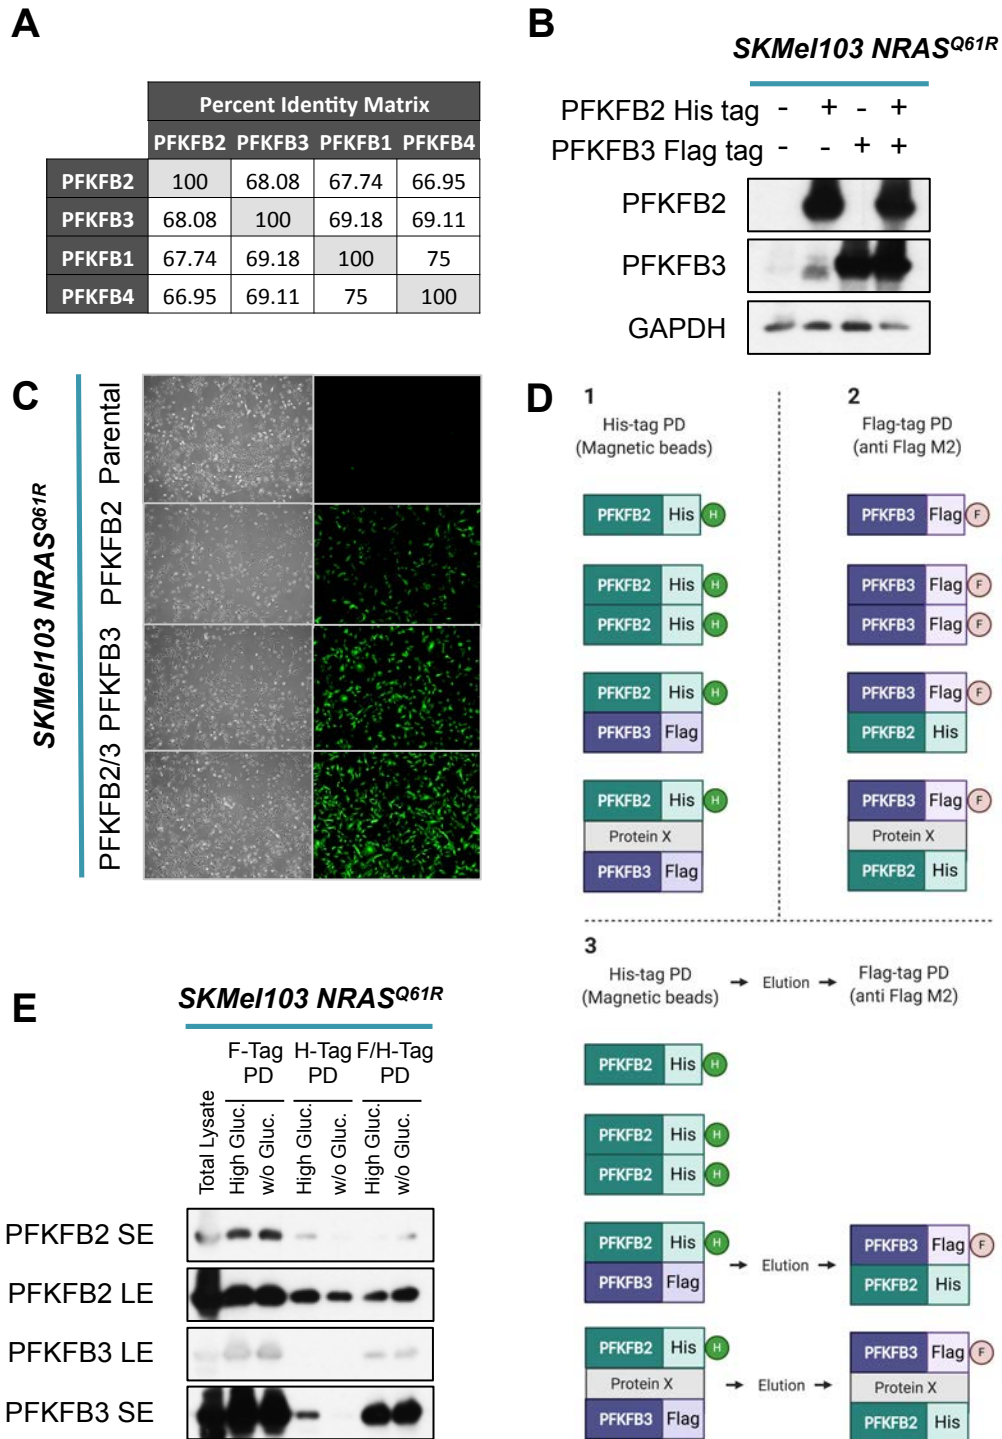 A
Percent Identity Matrix
PFKFB2 PFKFB3 PFKFB1 PFKFB4
PFKFB2 100 68.08 67.74 66.95
PFKFB3 68.08 100 69.18 69.11
PFKFB1 67.74 69.18 100 75
PFKFB4 66.95 69.11 75 100
B
SKMel103 NRASQ61R
PFKFB2 His tag - + - +
PFKFB3 Flag tag - - + +
PFKFB2
PFKFB3
GAPDH
C
SKMel103 NRASQ61R
Parental
PFKFB2
PFKFB3
PFKFB2/3
D
1
His-tag PD
(Magnetic beads)
PFKFB2 His H
PFKFB2 His H
PFKFB2 His H
PFKFB2 His H
PFKFB3 Flag
PFKFB2 His H
Protein X
PFKFB3 Flag
2
Flag-tag PD
(anti Flag M2)
PFKFB3 Flag F
PFKFB3 Flag F
PFKFB3 Flag F
PFKFB3 Flag F
PFKFB2 His
PFKFB3 Flag F
Protein X
PFKFB2 His
3
His-tag PD
(Magnetic beads)
Elution
Flag-tag PD
(anti Flag M2)
PFKFB2 His H
PFKFB2 His H
PFKFB2 His H
PFKFB2 His H
PFKFB3 Flag
Elution
PFKFB3 Flag F
PFKFB2 His
PFKFB2 His H
Protein X
PFKFB3 Flag
Elution
PFKFB3 Flag F
Protein X
PFKFB2 His
E
SKMel103 NRASQ61R
F-Tag PD
H-Tag PD
F/H-Tag PD
Total Lysate
High Gluc.
w/o Gluc.
High Gluc.
w/o Gluc.
High Gluc.
w/o Gluc.
PFKFB2 SE
PFKFB2 LE
PFKFB3 LE
PFKFB3 SE